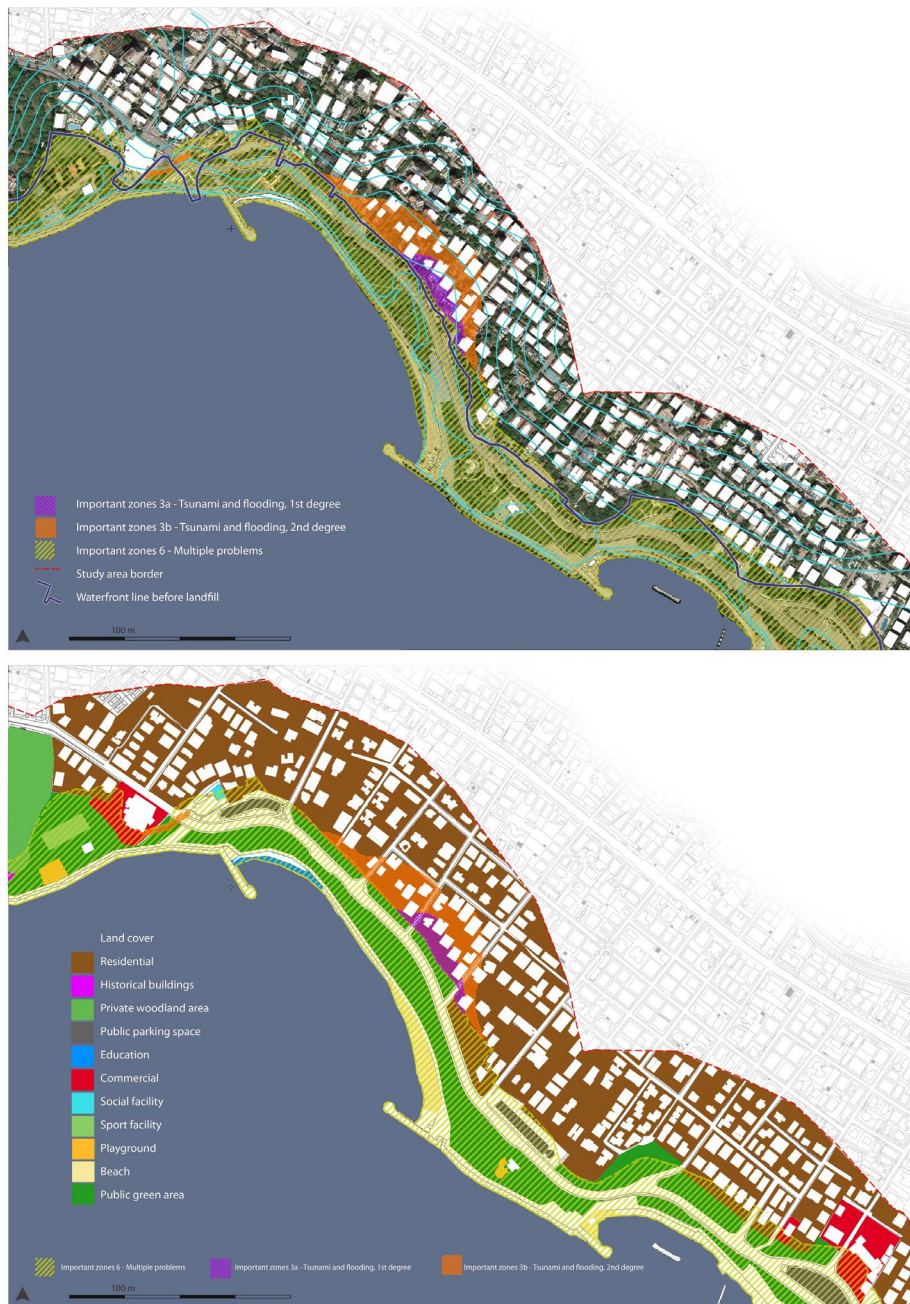 Important zones 3a - Tsunami and flooding, 1st degree
Important zones 3b - Tsunami and flooding, 2nd degree
Important zones 6 - Multiple problems
Study area border
Waterfront line before landfill
100 m
Land cover
Residential
Historical buildings
Private woodland area
Public parking space
Education
Commercial
Social facility
Sport facility
Playground
Beach
Public green area
Important zones 6 - Multiple problems
Important zones 3a - Tsunami and flooding, 1st degree
Important zones 3b - Tsunami and flooding, 2nd degree
100 m